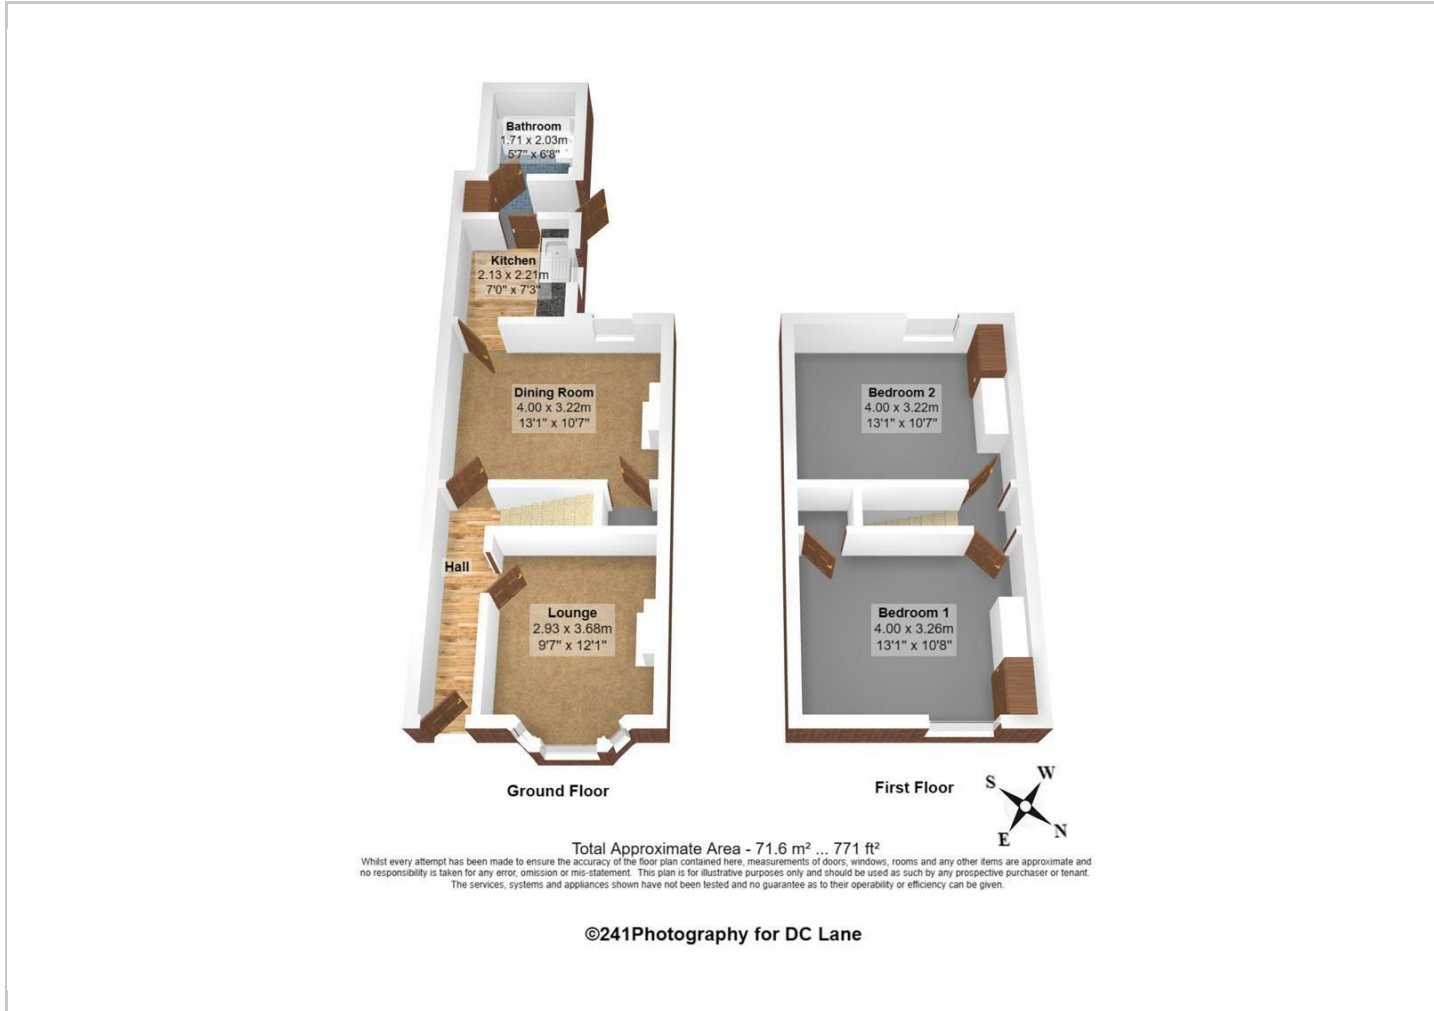 Bathroom
1.71 x 2.03m
5'7" x 6'8"
Kitchen
2.13 x 2.21m
7'0" x 7'3"
Dining Room
4.00 x 3.22m
13'1" x 10'7"
Hall
Lounge
2.93 x 3.68m
9'7" x 12'1"
Ground Floor
Bedroom 2
4.00 x 3.22m
13'1" x 10'7"
Bedroom 1
4.00 x 3.26m
13'1" x 10'8"
First Floor
S
W
E
N
Total Approximate Area - 71.6 m² ... 771 ft²
Whilst every attempt has been made to ensure the accuracy of the floor plan contained here, measurements of doors, windows, rooms and any other items are approximate and
no responsibility is taken for any error, omission or mis-statement. This plan is for illustrative purposes only and should be used as such by any prospective purchaser or tenant.
The services, systems and appliances shown have not been tested and no guarantee as to their operability or efficiency can be given.
©241Photography for DC Lane